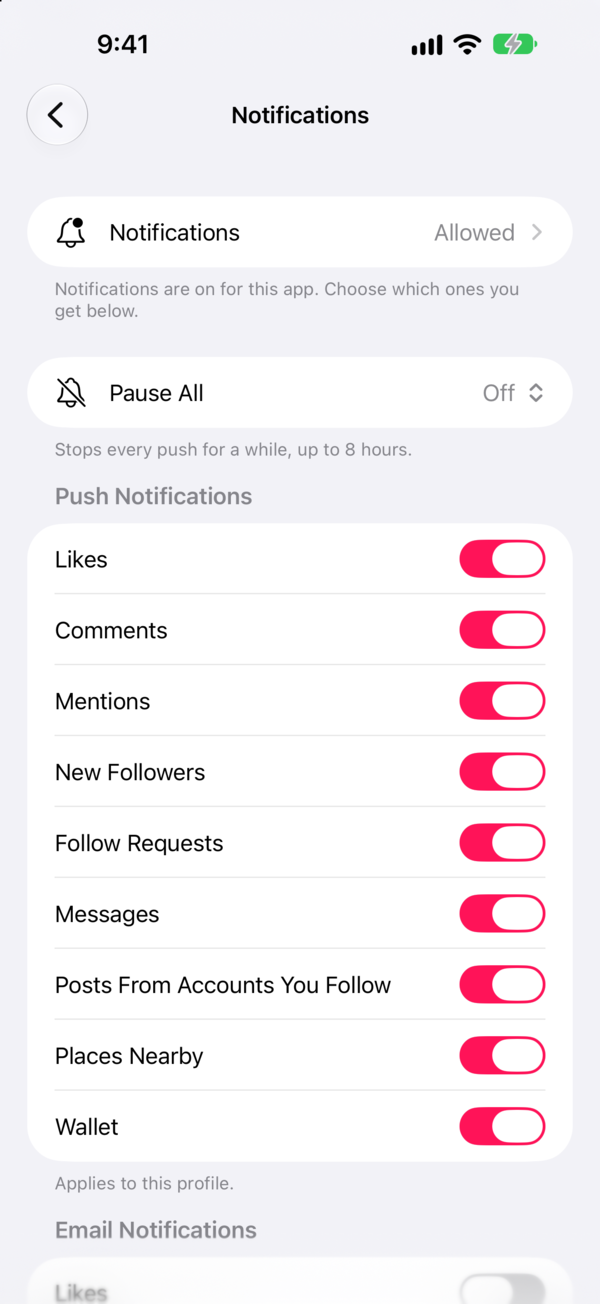 9:41
Notifications
Notifications
Allowed
Notifications are on for this app. Choose which ones you
get below.
Pause All
Off
Stops every push for a while, up to 8 hours.
Push Notifications
Likes
Comments
Mentions
New Followers
Follow Requests
Messages
Posts From Accounts You Follow
Places Nearby
Wallet
Applies to this profile.
Email Notifications
Likes